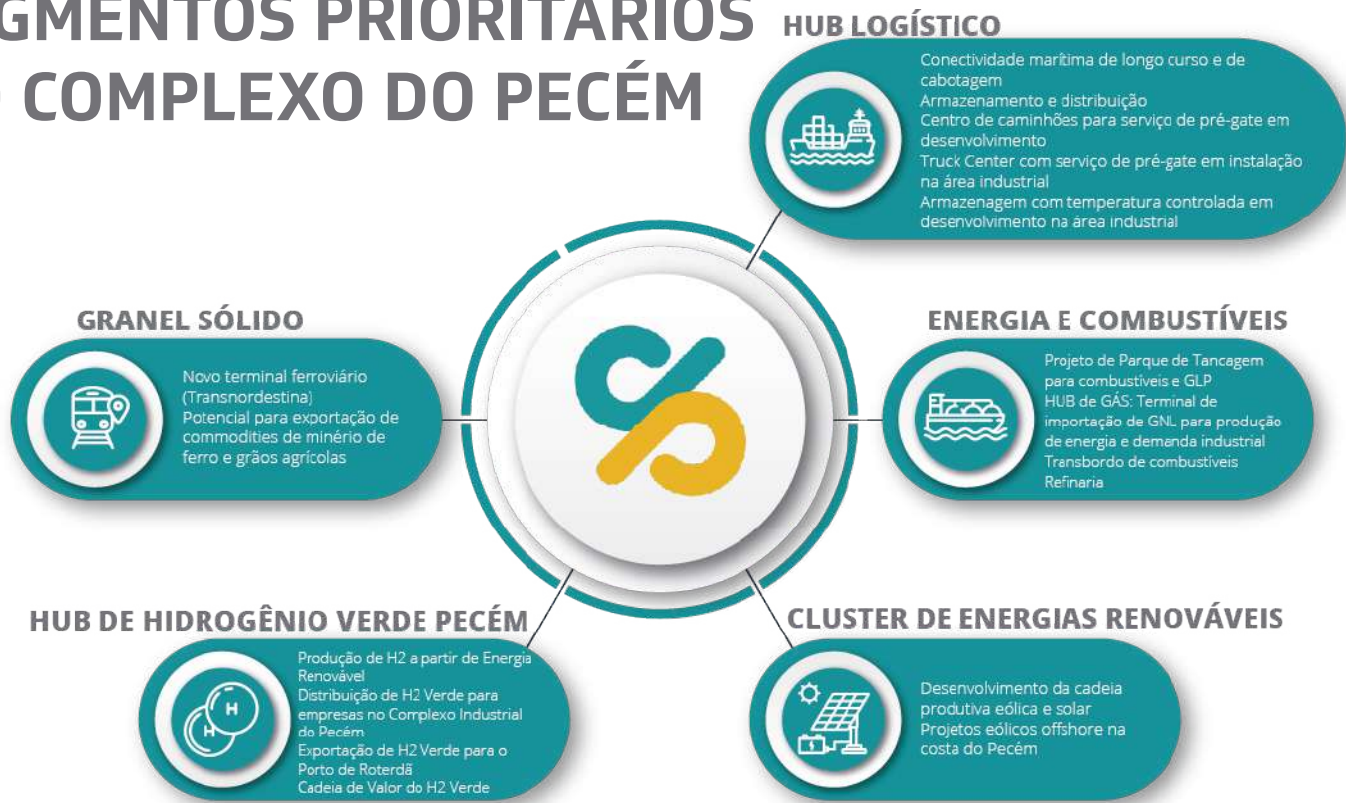 GMENTOS PRIORITÁRIOS
COMPLEXO DO PECÉM
HUB LOGÍSTICO
Conectividade marítima de longo curso e de
cabotagem
Armazenamento e distribuição
Centro de caminhões para serviço de pré-gate em
desenvolvimento
Truck Center com serviço de pré-gate em instalação
na área industrial
Armazenagem com temperatura controlada em
desenvolvimento na área industrial
GRANEL SÓLIDO
Novo terminal ferroviário
(Transnordestina)
Potencial para exportação de
commodities de minério de
ferro e grãos agrícolas
ENERGIA E COMBUSTÍVEIS
Projeto de Parque de Tancagem
para combustíveis e GLP
HUB de GÁS: Terminal de
importação de GNL para produção
de energia e demanda industrial
Transbordo de combustíveis
Refinaria
HUB DE HIDROGÊNIO VERDE PECÉM
Produção de H2 a partir de Energia
Renovável
Distribuição de H2 Verde para
empresas no Complexo Industrial
do Pecém
Exportação de H2 Verde para o
Porto de Roterdã
Cadeia de Valor do H2 Verde
H
H
CLUSTER DE ENERGIAS RENOVÁVEIS
Desenvolvimento da cadeia
produtiva eólica e solar
Projetos eólicos offshore na
costa do Pecém